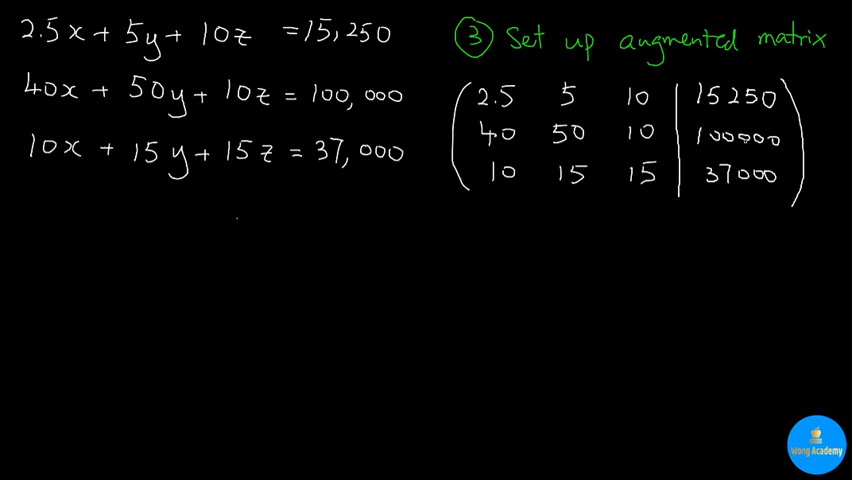 2.5x + 5y + 10z = 15,250
40x + 50y + 10z = 100,000
10x + 15y + 15z = 37,000
③ Set up augmented matrix
2.5 5 10 | 15250
40 50 10 | 100000
10 15 15 | 37000
Wong Academy